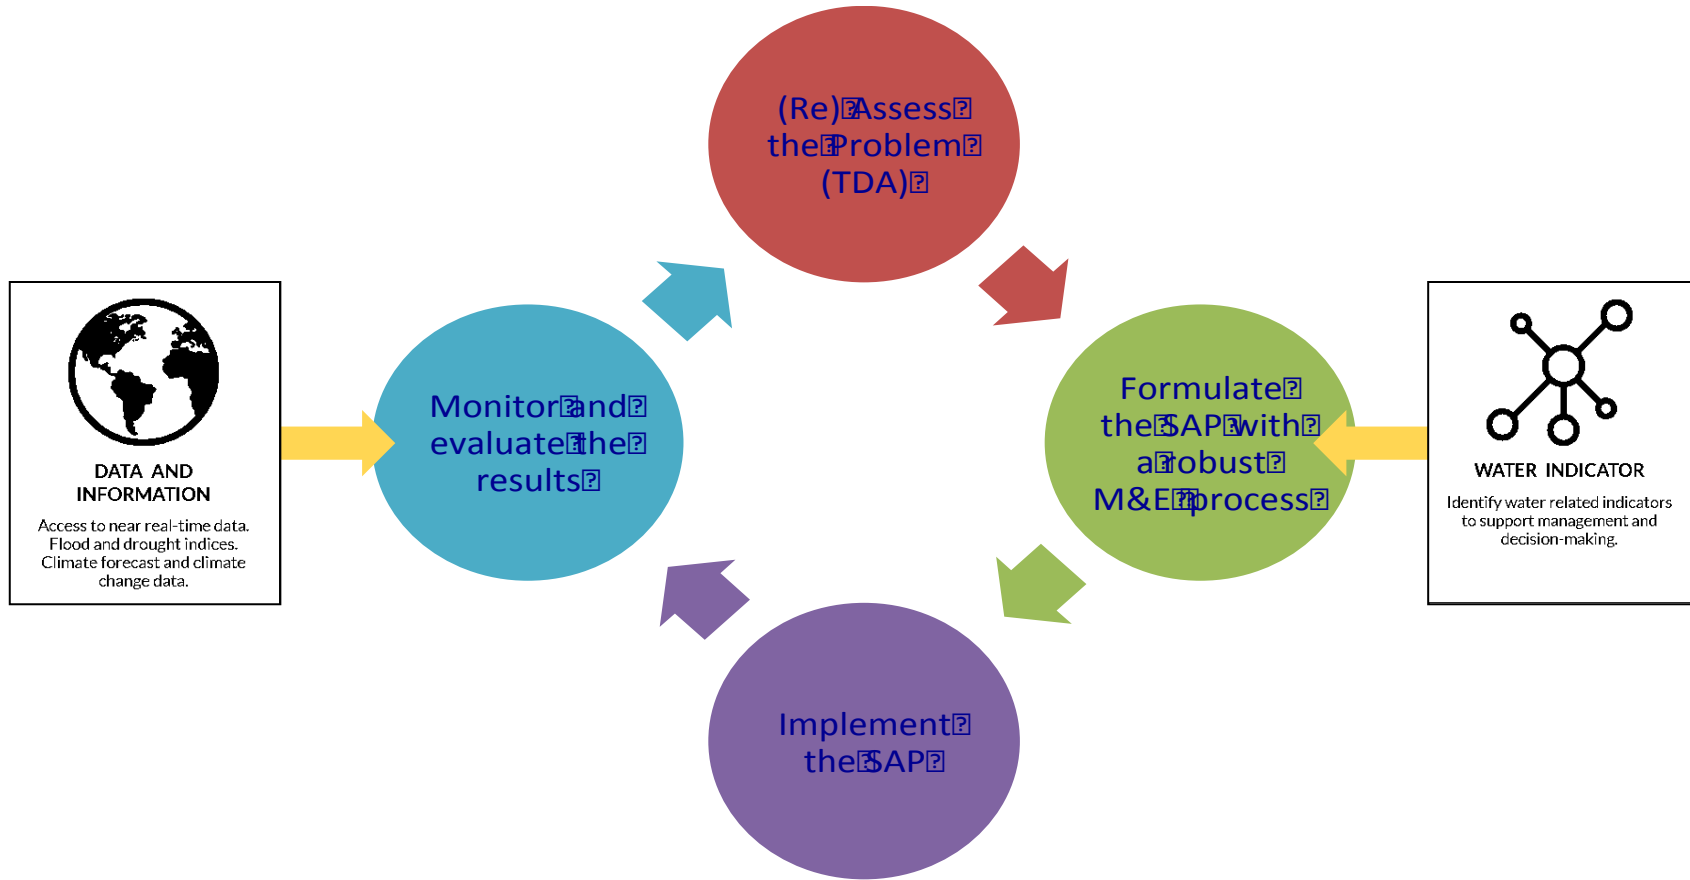 (Re) Assess
the Problem
(TDA)
DATA AND
INFORMATION
Access to near real-time data.
Flood and drought indices.
Climate forecast and climate
change data.
Monitor and
evaluate the
results
Formulate
the SAP with
a robust
M&E process
WATER INDICATOR
Identify water related indicators
to support management and
decision-making.
Implement
the SAP